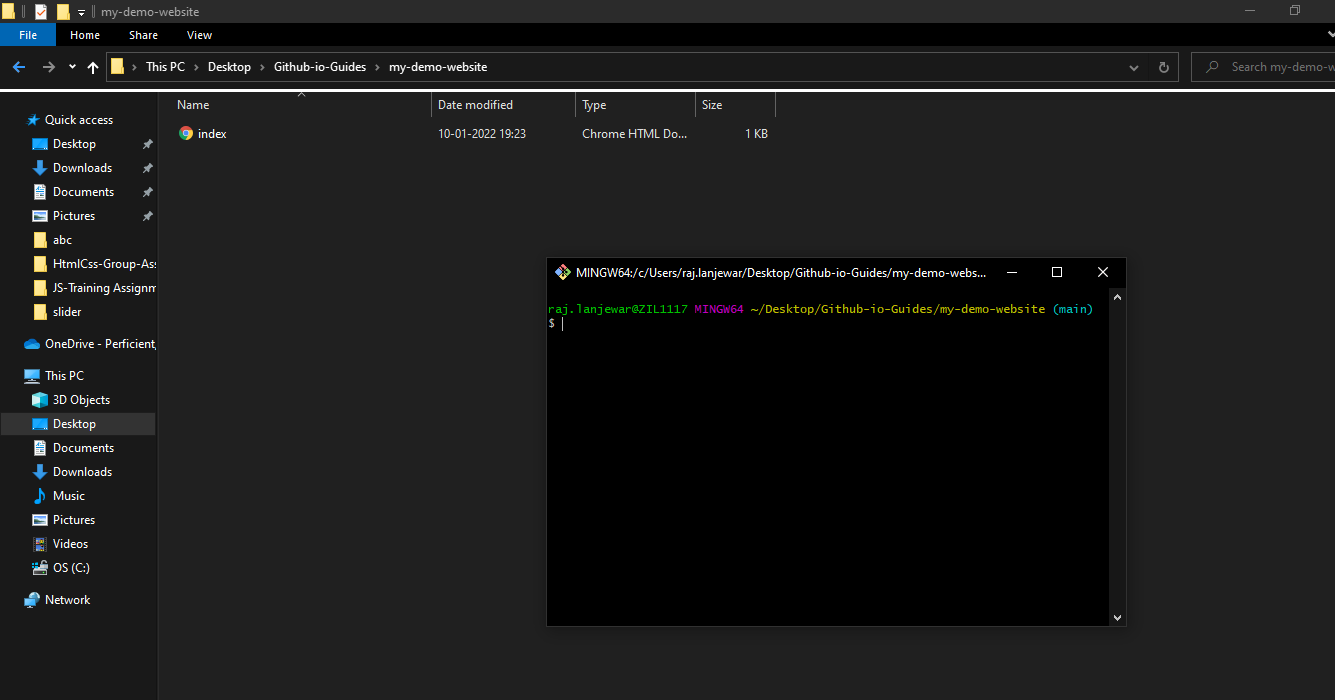 my-demo-website
File Home Share View
This PC Desktop Github-io-Guides my-demo-website
Search my-demo-w
Name Date modified Type Size
index 10-01-2022 19:23 Chrome HTML Do... 1 KB
Quick access
Desktop
Downloads
Documents
Pictures
abc
HtmlCss-Group-Ass
JS-Training Assignm
slider
OneDrive - Perficient,
This PC
3D Objects
Desktop
Documents
Downloads
Music
Pictures
Videos
OS (C:)
Network
MINGW64:/c/Users/raj.lanjewar/Desktop/Github-io-Guides/my-demo-webs...
raj.lanjewar@ZIL1117 MINGW64 ~/Desktop/Github-io-Guides/my-demo-website (main)
$